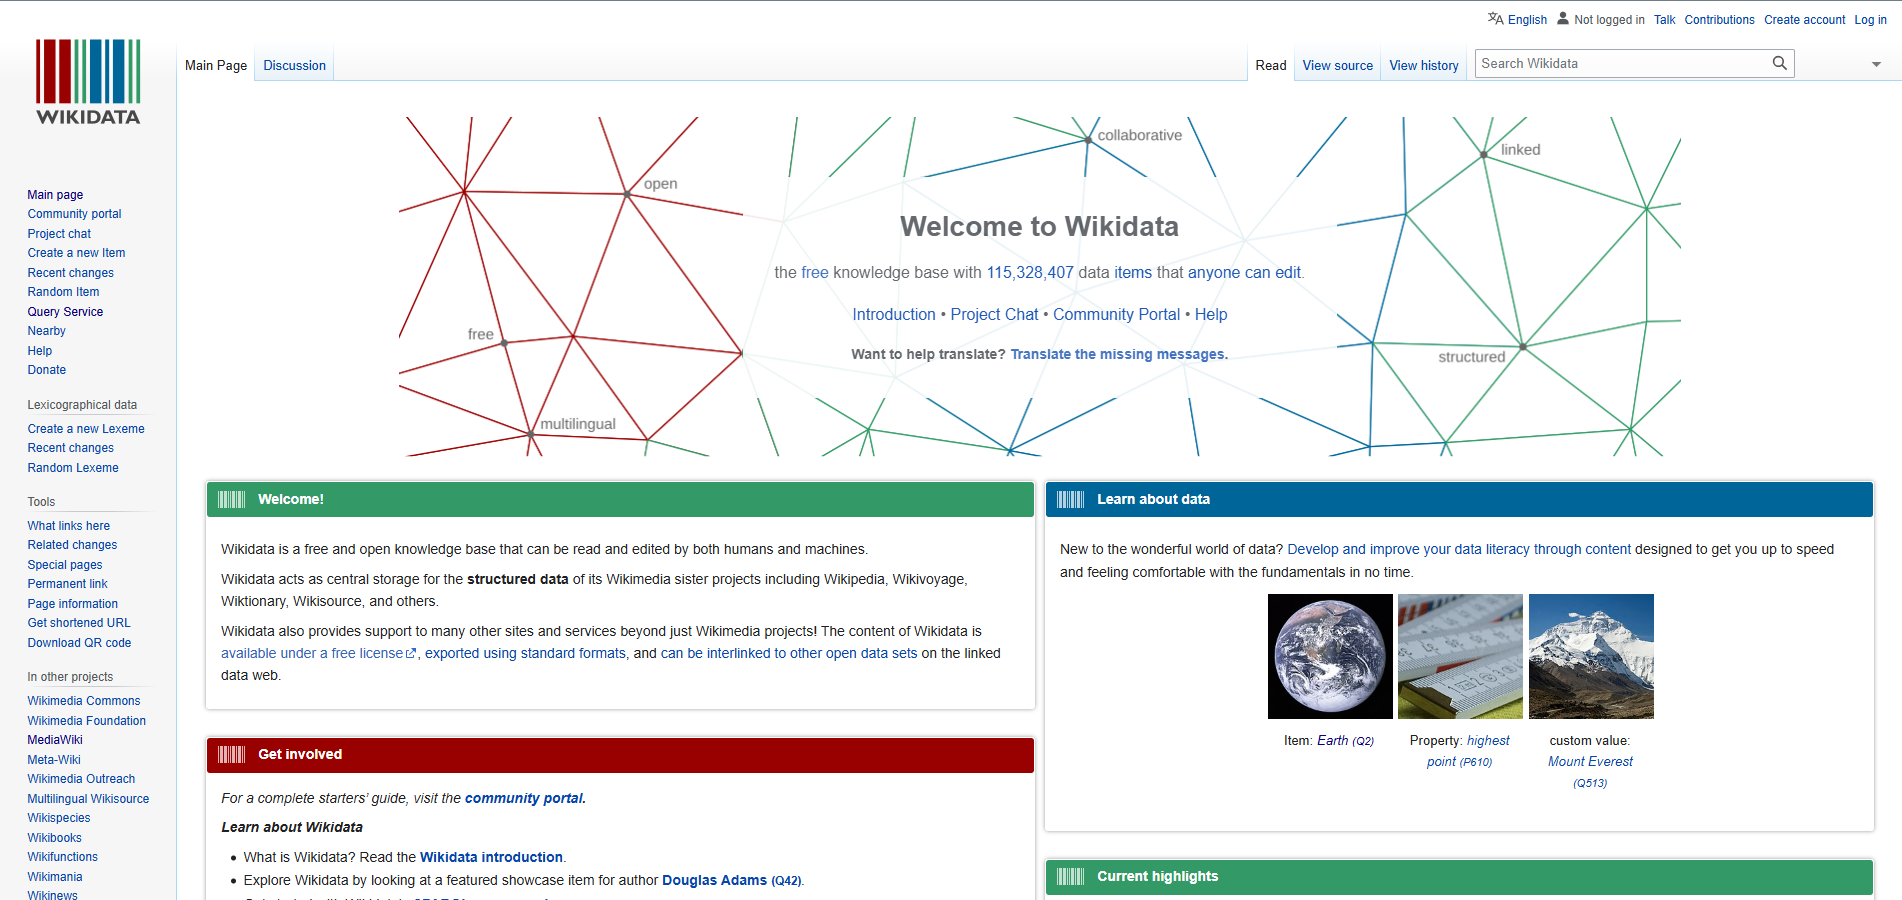 English Not logged in Talk Contributions Create account Log in
WIKIDATA
Main Page Discussion
Read View source View history Search Wikidata
Main page
Community portal
Project chat
Create a new Item
Recent changes
Random Item
Query Service
Nearby
Help
Donate
Lexicographical data
Create a new Lexeme
Recent changes
Random Lexeme
Tools
What links here
Related changes
Special pages
Permanent link
Page information
Get shortened URL
Download QR code
In other projects
Wikimedia Commons
Wikimedia Foundation
MediaWiki
Meta-Wiki
Wikimedia Outreach
Multilingual Wikisource
Wikispecies
Wikibooks
Wikifunctions
Wikimania
Wikinews
collaborative
linked
open
free
structured
multilingual
Welcome to Wikidata
the free knowledge base with 115,328,407 data items that anyone can edit.
Introduction • Project Chat • Community Portal • Help
Want to help translate? Translate the missing messages.
Welcome!
Wikidata is a free and open knowledge base that can be read and edited by both humans and machines.
Wikidata acts as central storage for the structured data of its Wikimedia sister projects including Wikipedia, Wikivoyage,
Wiktionary, Wikisource, and others.
Wikidata also provides support to many other sites and services beyond just Wikimedia projects! The content of Wikidata is
available under a free license, exported using standard formats, and can be interlinked to other open data sets on the linked
data web.
Get involved
For a complete starters' guide, visit the community portal.
Learn about Wikidata
• What is Wikidata? Read the Wikidata introduction.
• Explore Wikidata by looking at a featured showcase item for author Douglas Adams (Q42).
Learn about data
New to the wonderful world of data? Develop and improve your data literacy through content designed to get you up to speed
and feeling comfortable with the fundamentals in no time.
Item: Earth (Q2)
Property: highest
point (P610)
custom value:
Mount Everest
(Q513)
Current highlights